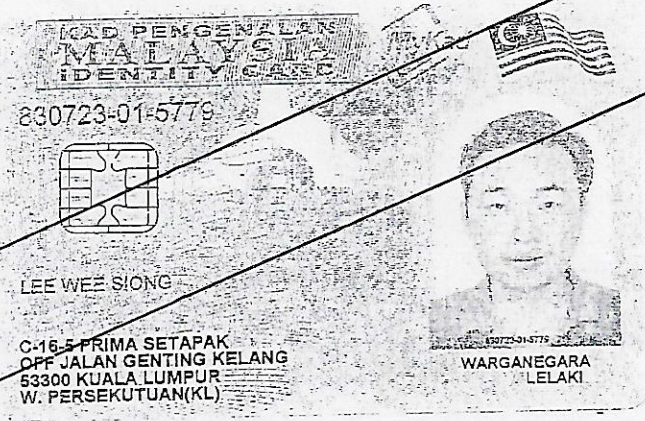 KAD PENGENALAN
MALAYSIA
IDENTITY CARD
MyKad
830723-01-5779
LEE WEE SIONG
C-16-5 PRIMA SETAPAK
OFF JALAN GENTING KELANG
53300 KUALA LUMPUR
W. PERSEKUTUAN(KL)
830723-01-5779
WARGANEGARA
LELAKI